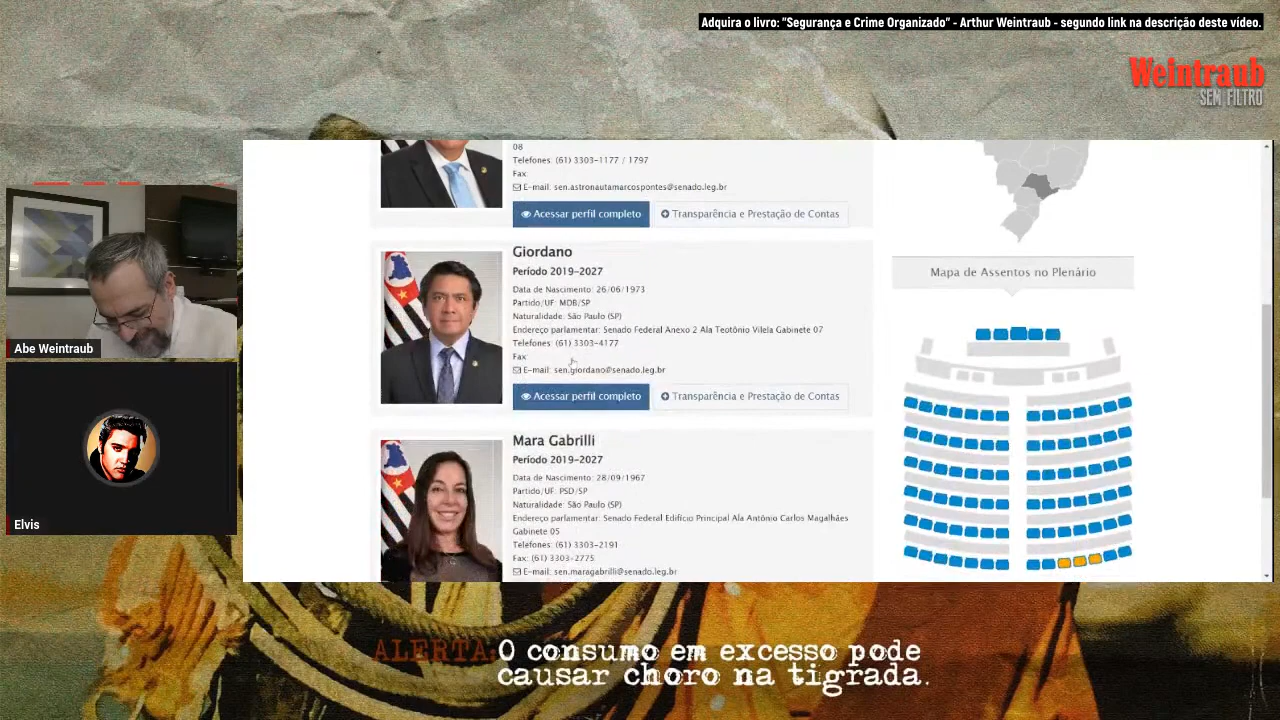 Adquira o livro: "Segurança e Crime Organizado" - Arthur Weintraub - segundo link na descrição deste vídeo.
Weintraub
SEM FILTRO
08
Telefones: (61) 3303-1177 / 1797
Fax:
E-mail: sen.astronautamarcospontes@senado.leg.br
Acessar perfil completo
Transparência e Prestação de Contas
Giordano
Período 2019-2027
Data de Nascimento: 26/06/1973
Partido/UF: MDB/SP
Naturalidade: São Paulo (SP)
Endereço parlamentar: Senado Federal Anexo 2 Ala Teotônio Vilela Gabinete 07
Telefones: (61) 3303-4177
Fax:
E-mail: sen.giordano@senado.leg.br
Acessar perfil completo
Transparência e Prestação de Contas
Mara Gabrilli
Período 2019-2027
Data de Nascimento: 28/09/1967
Partido/UF: PSD/SP
Naturalidade: São Paulo (SP)
Endereço parlamentar: Senado Federal Edifício Principal Ala Antônio Carlos Magalhães
Gabinete 05
Telefones: (61) 3303-2191
Fax: (61) 3303-2775
E-mail: sen.maragabrilli@senado.leg.br
Mapa de Assentos no Plenário
Abe Weintraub
Elvis
ALERTA: O consumo em excesso pode
causar choro na tigrada.